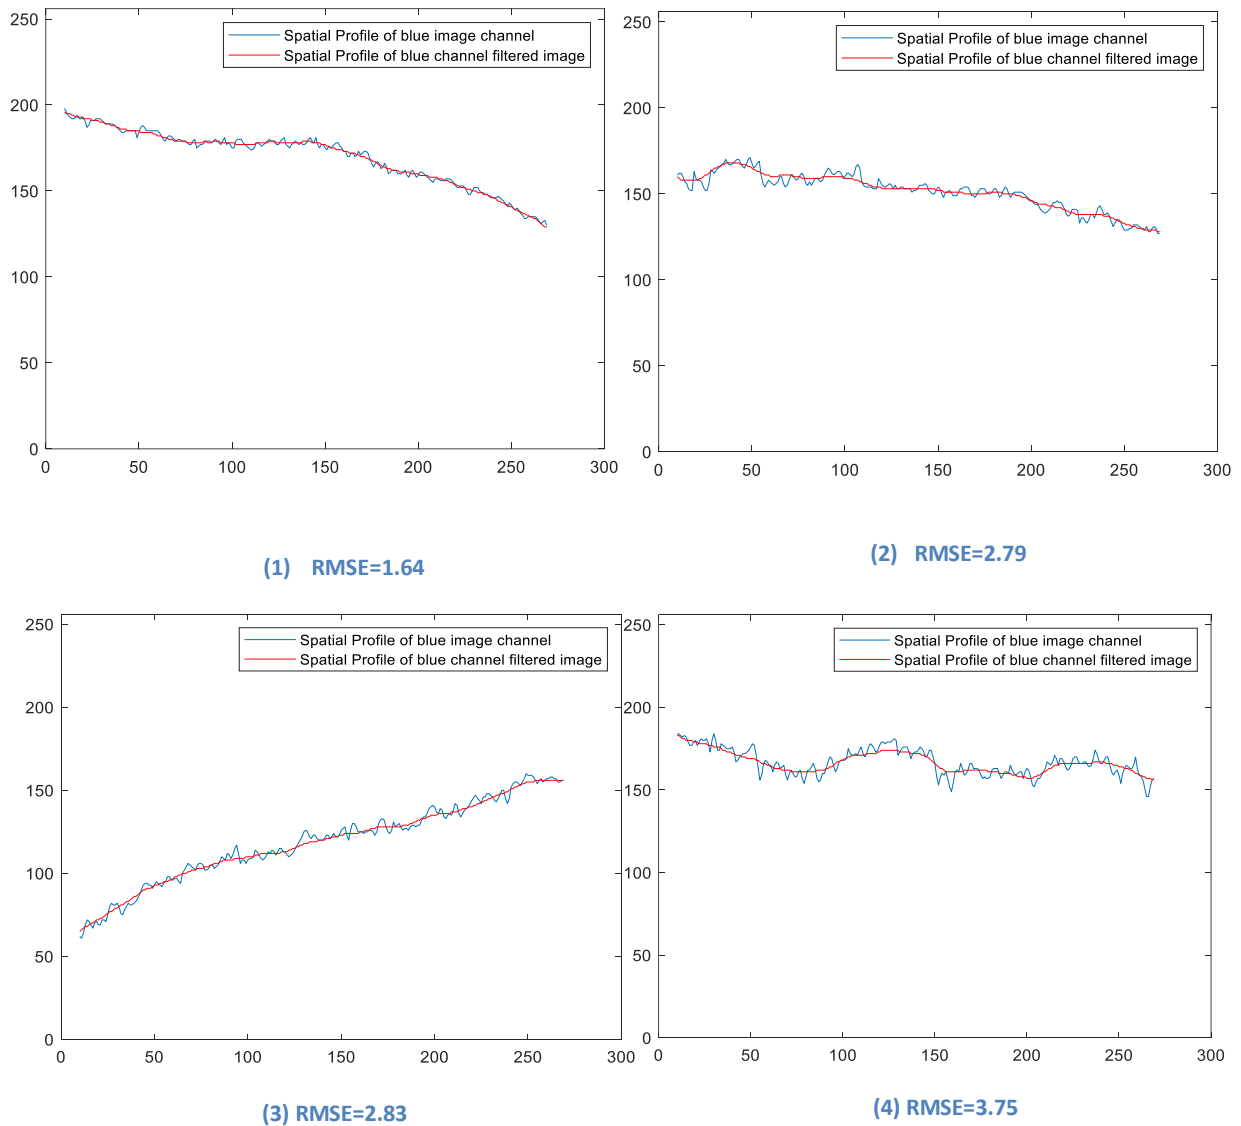 Spatial Profile of blue image channel
Spatial Profile of blue channel filtered image
250
200
150
100
50
0
0 50 100 150 200 250 300
(1) RMSE=1.64
Spatial Profile of blue image channel
Spatial Profile of blue channel filtered image
250
200
150
100
50
0
0 50 100 150 200 250 300
(2) RMSE=2.79
Spatial Profile of blue image channel
Spatial Profile of blue channel filtered image
250
200
150
100
50
0
0 50 100 150 200 250 300
(3) RMSE=2.83
Spatial Profile of blue image channel
Spatial Profile of blue channel filtered image
250
200
150
100
50
0
0 50 100 150 200 250 300
(4) RMSE=3.75